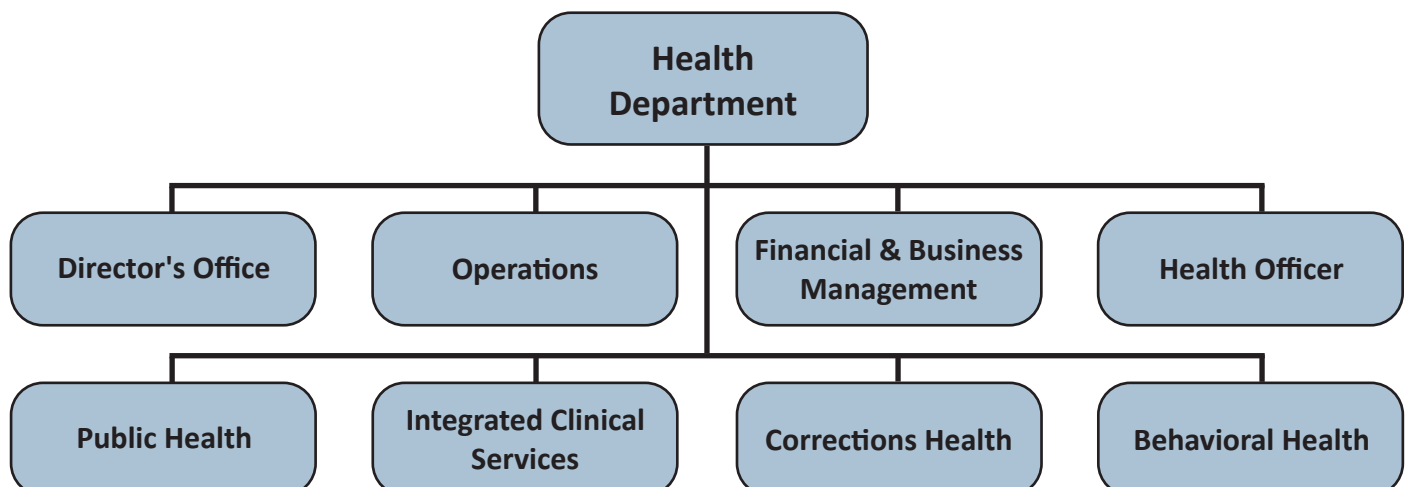 Health
Department
Director's Office
Operations
Financial & Business
Management
Health Officer
Public Health
Integrated Clinical
Services
Corrections Health
Behavioral Health